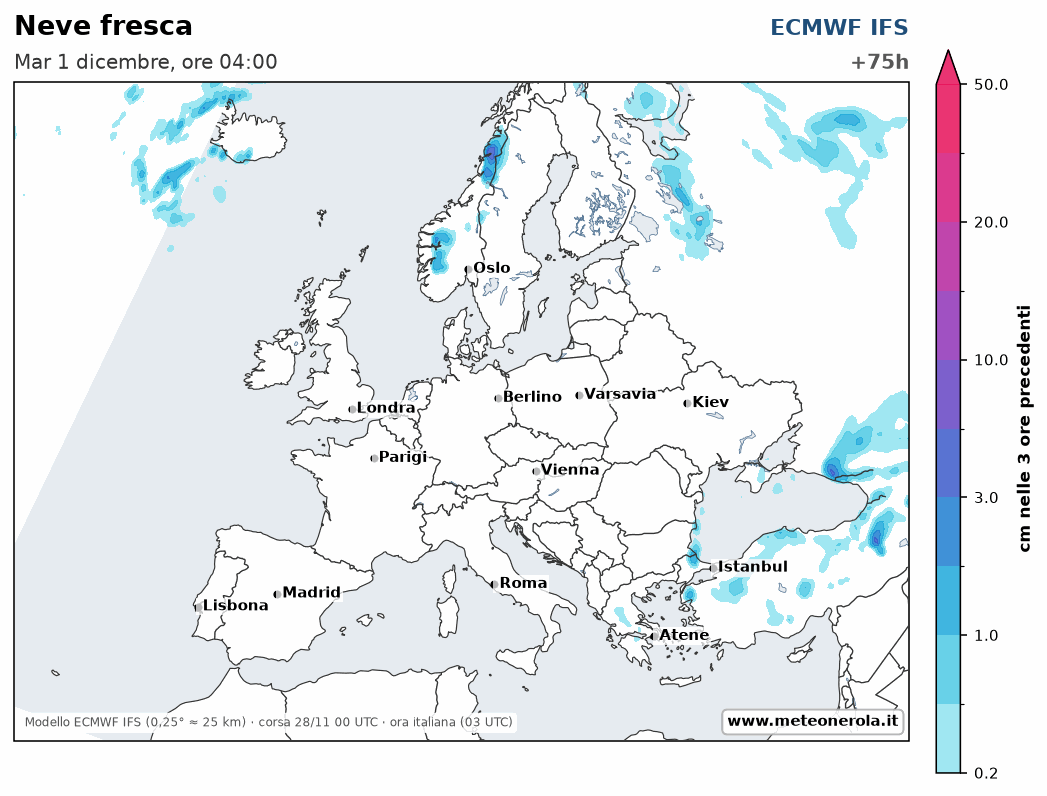 Neve fresca
ECMWF IFS
Mar 1 dicembre, ore 04:00
+75h
50.0
20.0
10.0
3.0
1.0
0.2
cm nelle 3 ore precedenti
Oslo
Berlino
Varsavia
Kiev
Londra
Parigi
Vienna
Istanbul
Roma
Madrid
Lisbona
Atene
Modello ECMWF IFS (0,25° ≈ 25 km) · corsa 28/11 00 UTC · ora italiana (03 UTC)
www.meteonerola.it